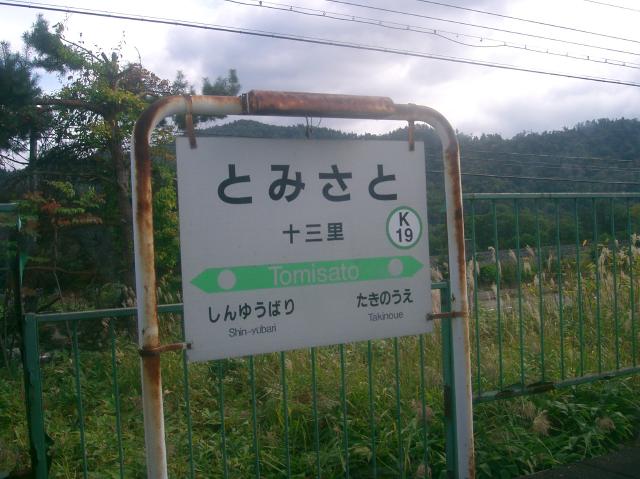 とみさと
十三里
K
19
Tomisato
しんゆうばり
たきのうえ
Shin-yubari
Takinoue